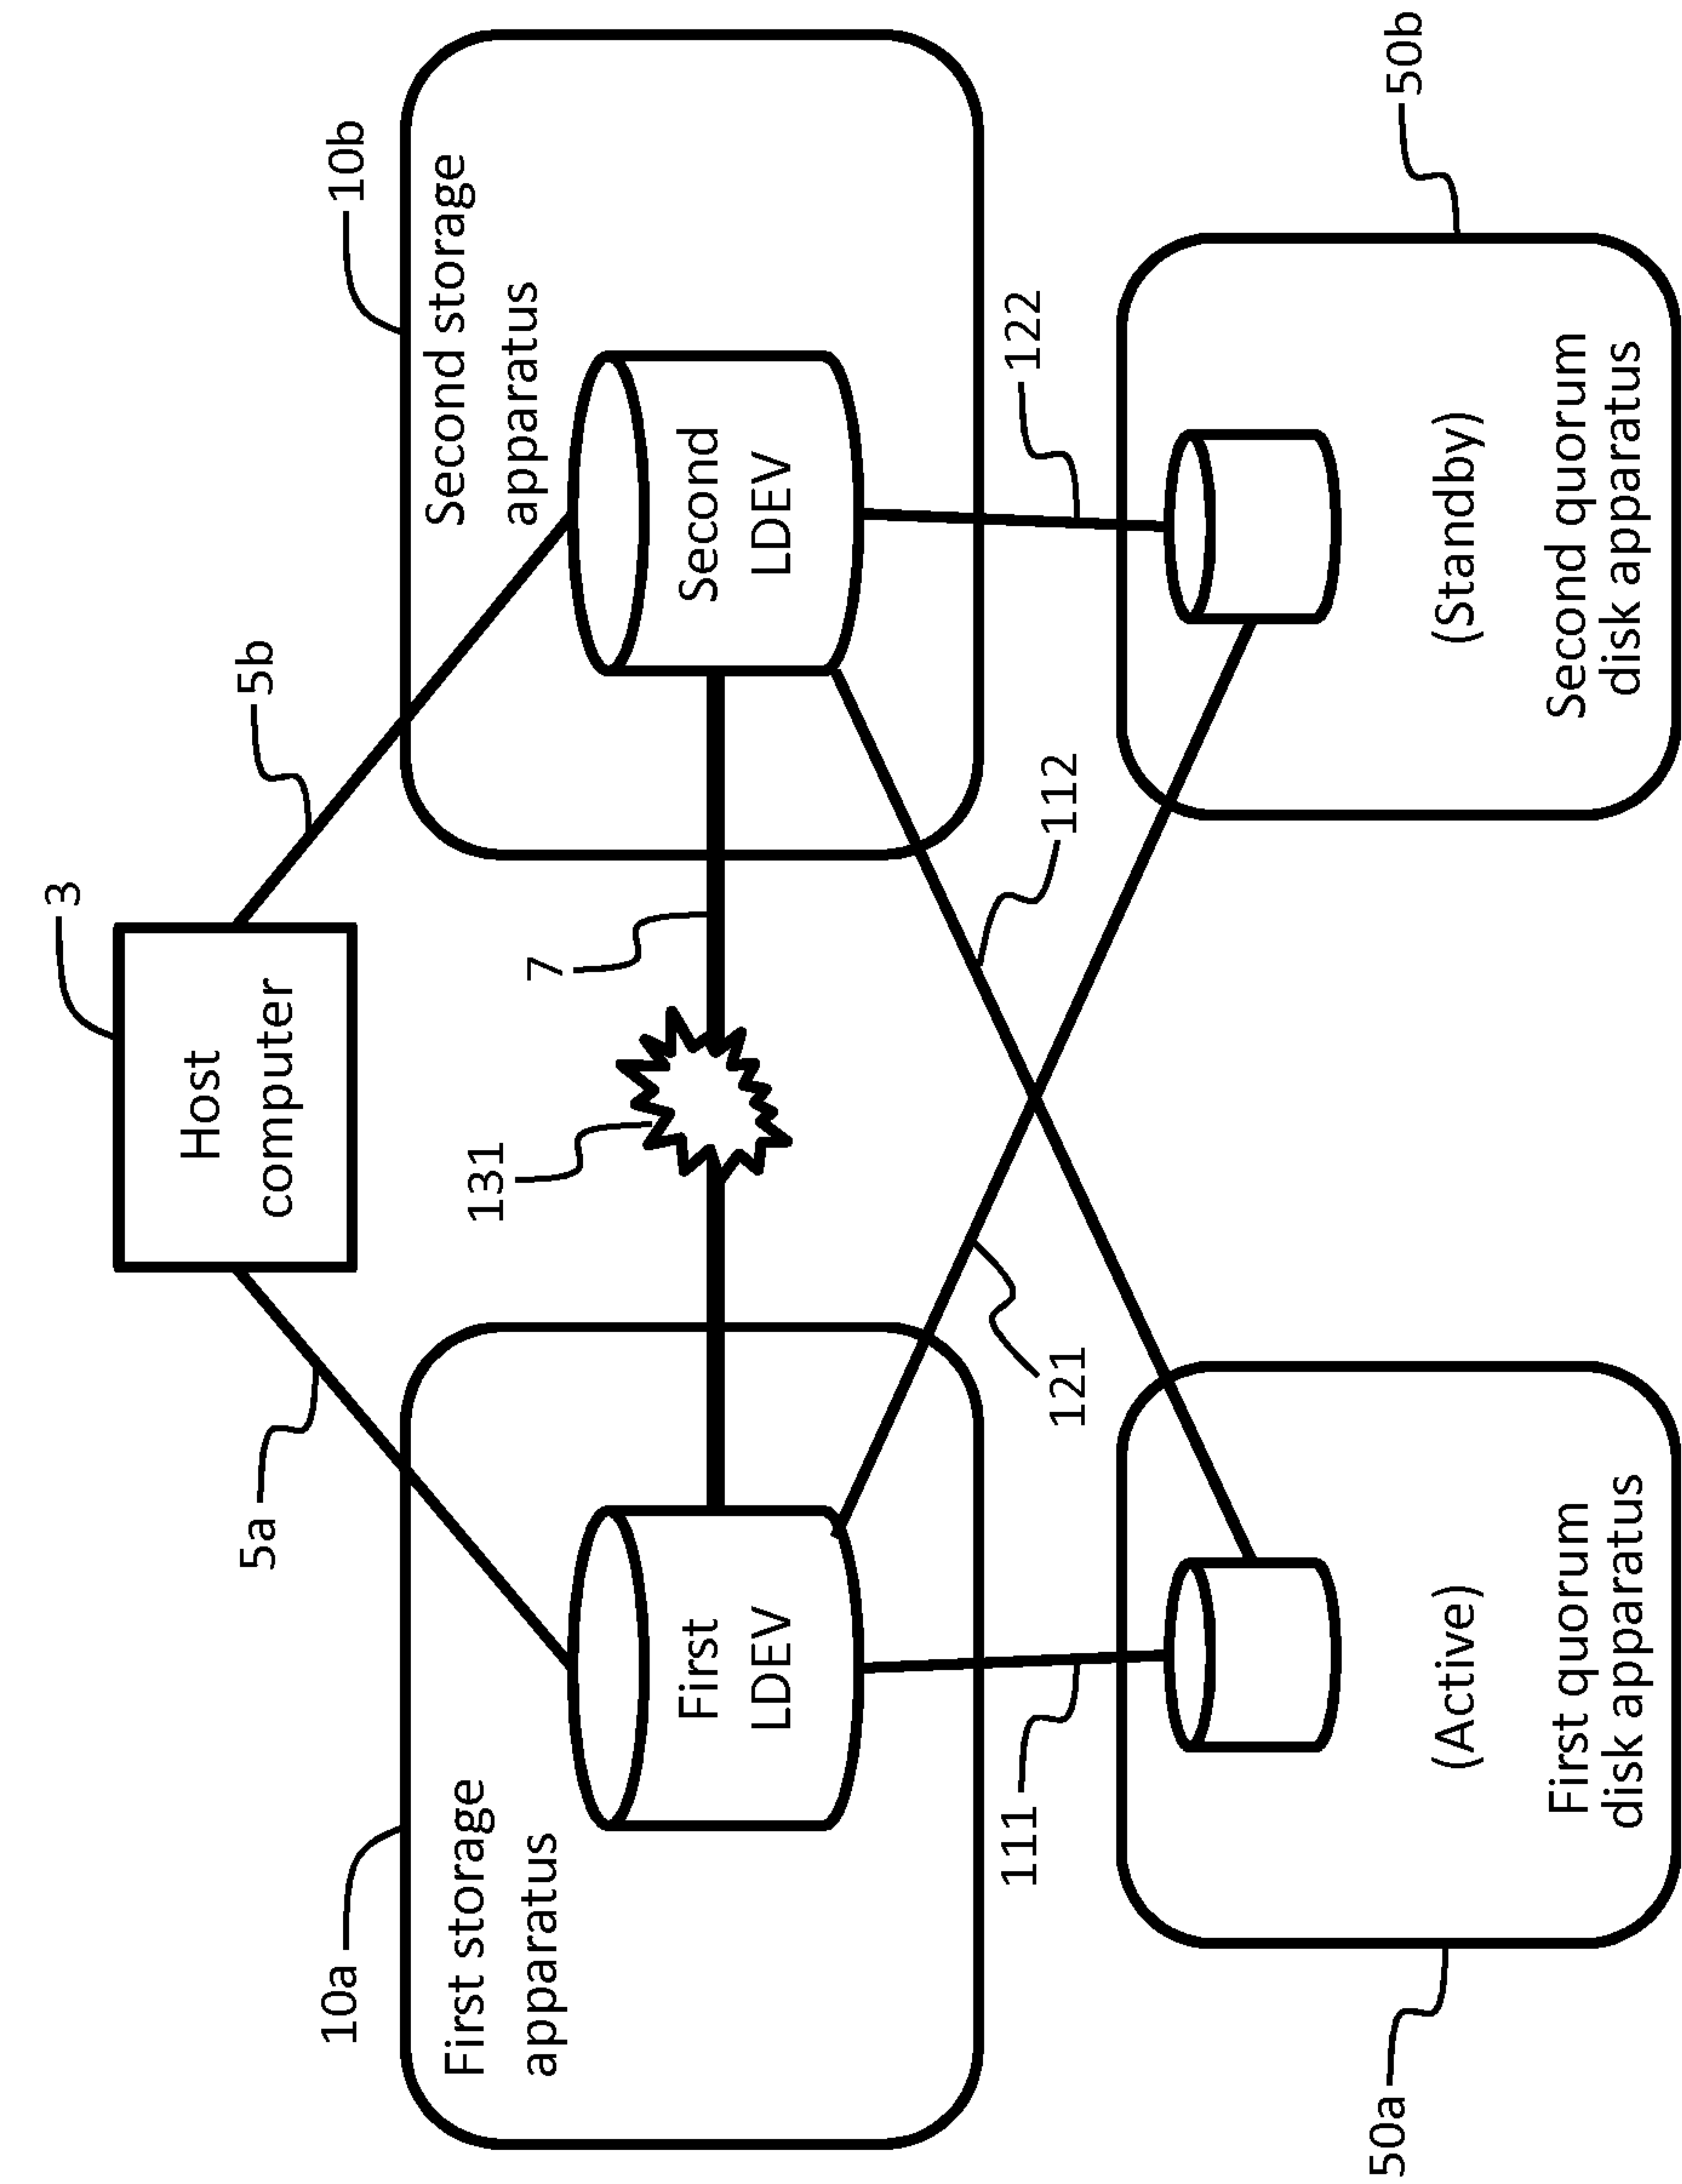 3
Host
computer
5a
5b
10a
10b
First storage
apparatus
Second storage
apparatus
131
7
First
LDEV
Second
LDEV
111
121
112
122
50a
50b
(Active)
First quorum
disk apparatus
(Standby)
Second quorum
disk apparatus